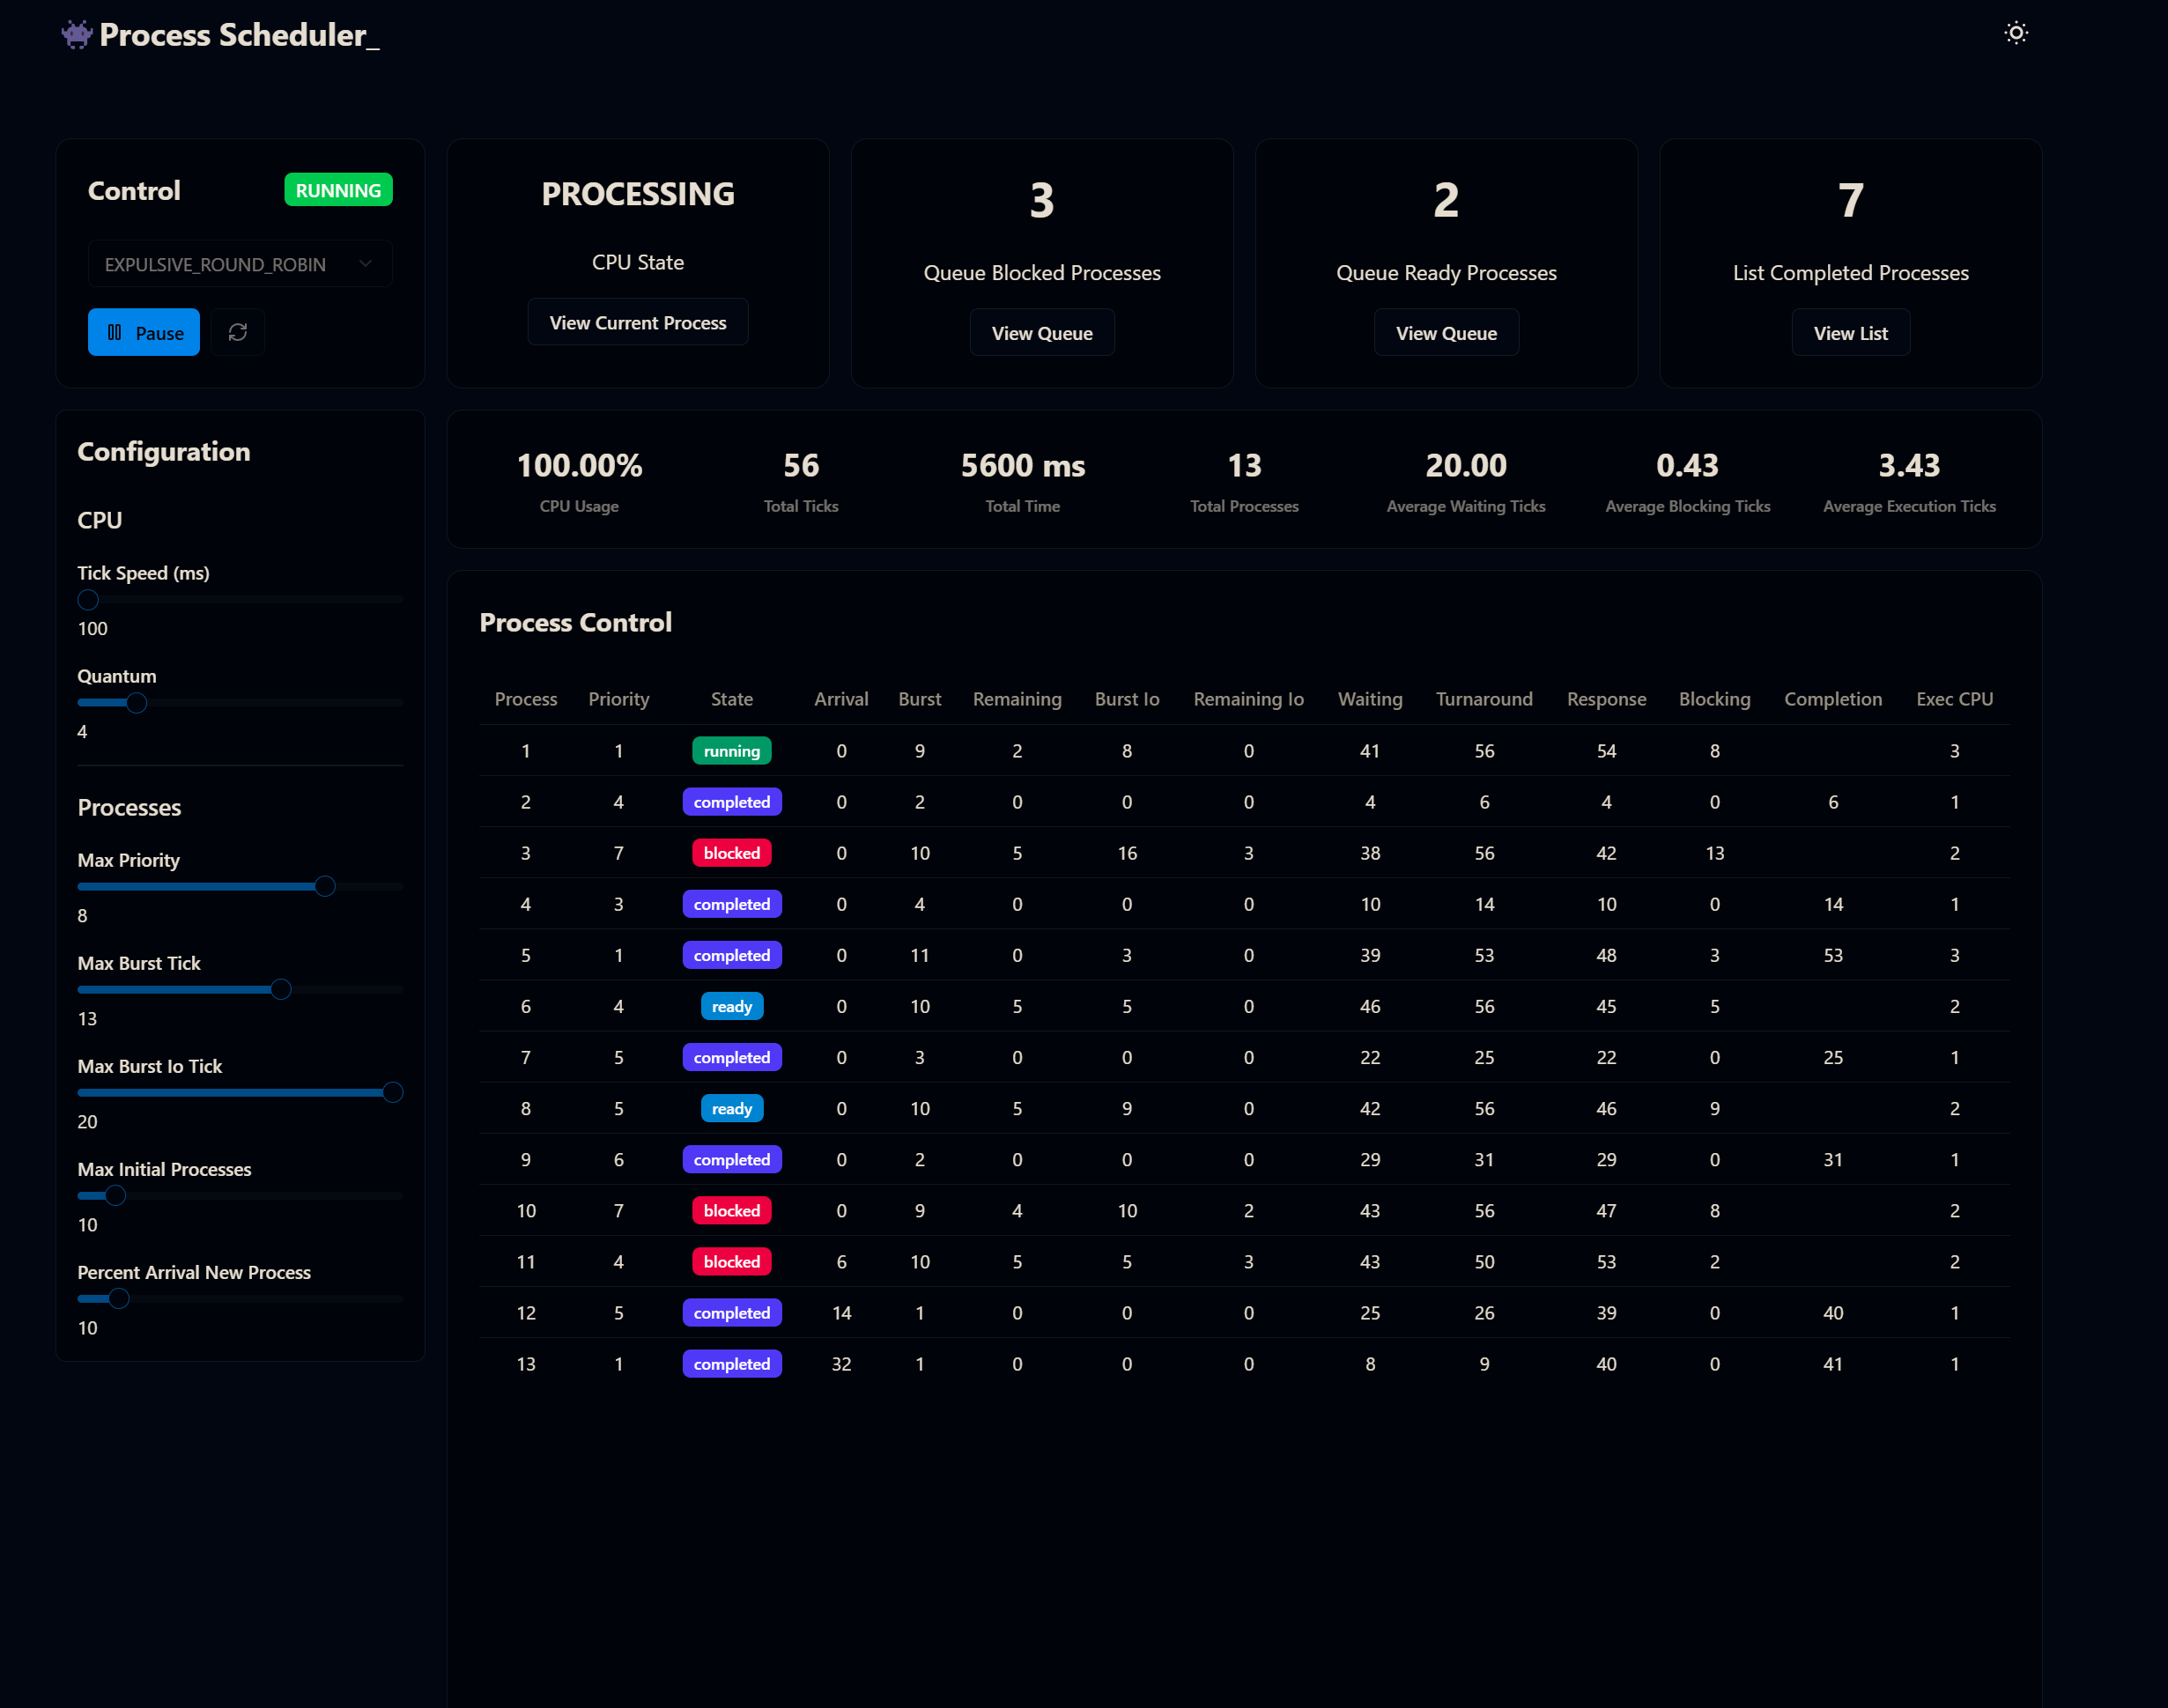 Process Scheduler_
Control RUNNING
EXPULSIVE_ROUND_ROBIN
Pause
PROCESSING
CPU State
View Current Process
3
Queue Blocked Processes
View Queue
2
Queue Ready Processes
View Queue
7
List Completed Processes
View List
Configuration
CPU
Tick Speed (ms)
100
Quantum
4
Processes
Max Priority
8
Max Burst Tick
13
Max Burst Io Tick
20
Max Initial Processes
10
Percent Arrival New Process
10
100.00% 56 5600 ms 13 20.00 0.43 3.43
CPU Usage Total Ticks Total Time Total Processes Average Waiting Ticks Average Blocking Ticks Average Execution Ticks
Process Control
Process Priority State Arrival Burst Remaining Burst Io Remaining Io Waiting Turnaround Response Blocking Completion Exec CPU
1 1 running 0 9 2 8 0 41 56 54 8 3
2 4 completed 0 2 0 0 0 4 6 4 0 6 1
3 7 blocked 0 10 5 16 3 38 56 42 13 2
4 3 completed 0 4 0 0 0 10 14 10 0 14 1
5 1 completed 0 11 0 3 0 39 53 48 3 53 3
6 4 ready 0 10 5 5 0 46 56 45 5 2
7 5 completed 0 3 0 0 0 22 25 22 0 25 1
8 5 ready 0 10 5 9 0 42 56 46 9 2
9 6 completed 0 2 0 0 0 29 31 29 0 31 1
10 7 blocked 0 9 4 10 2 43 56 47 8 2
11 4 blocked 6 10 5 5 3 43 50 53 2 2
12 5 completed 14 1 0 0 0 25 26 39 0 40 1
13 1 completed 32 1 0 0 0 8 9 40 0 41 1